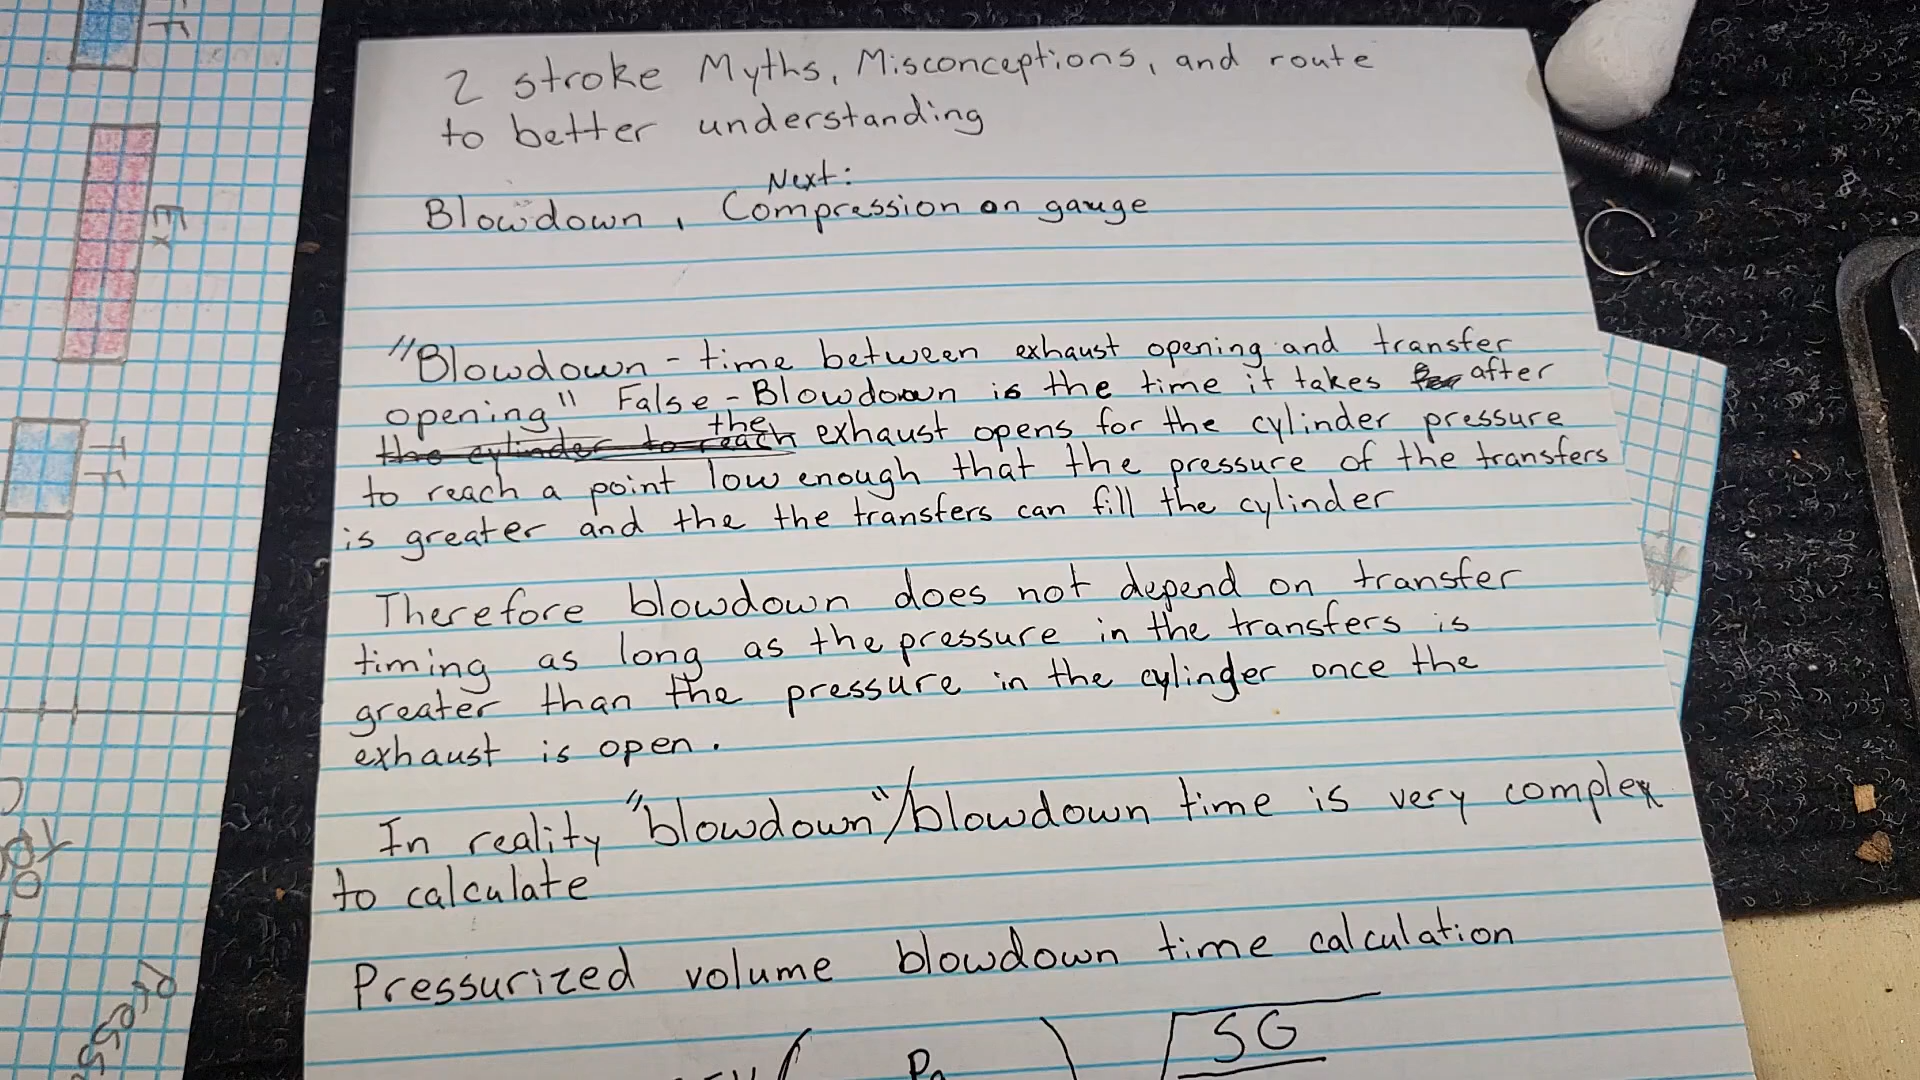 2 stroke Myths, Misconceptions, and route
to better understanding
Next:
Blowdown, Compression on gauge
"Blowdown - time between exhaust opening and transfer
opening" False - Blowdown is the time it takes after
the exhaust opens for the cylinder pressure
to reach a point low enough that the pressure of the transfers
is greater and the the transfers can fill the cylinder
Therefore blowdown does not depend on transfer
timing as long as the pressure in the transfers is
greater than the pressure in the cylinder once the
exhaust is open.
In reality "blowdown"/blowdown time is very complex
to calculate
Pressurized volume blowdown time calculation
SG
Ex